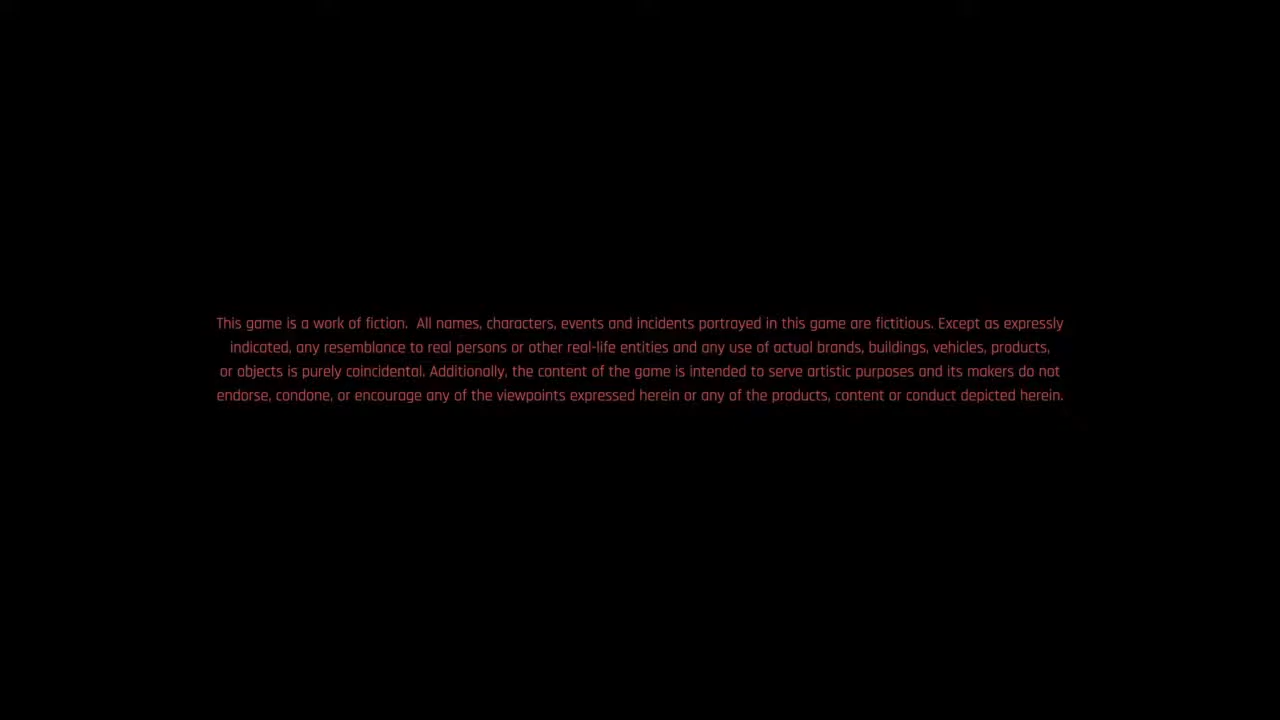 This game is a work of fiction.  All names, characters, events and incidents portrayed in this game are fictitious. Except as expressly
indicated, any resemblance to real persons or other real-life entities and any use of actual brands, buildings, vehicles, products,
or objects is purely coincidental. Additionally, the content of the game is intended to serve artistic purposes and its makers do not
endorse, condone, or encourage any of the viewpoints expressed herein or any of the products, content or conduct depicted herein.